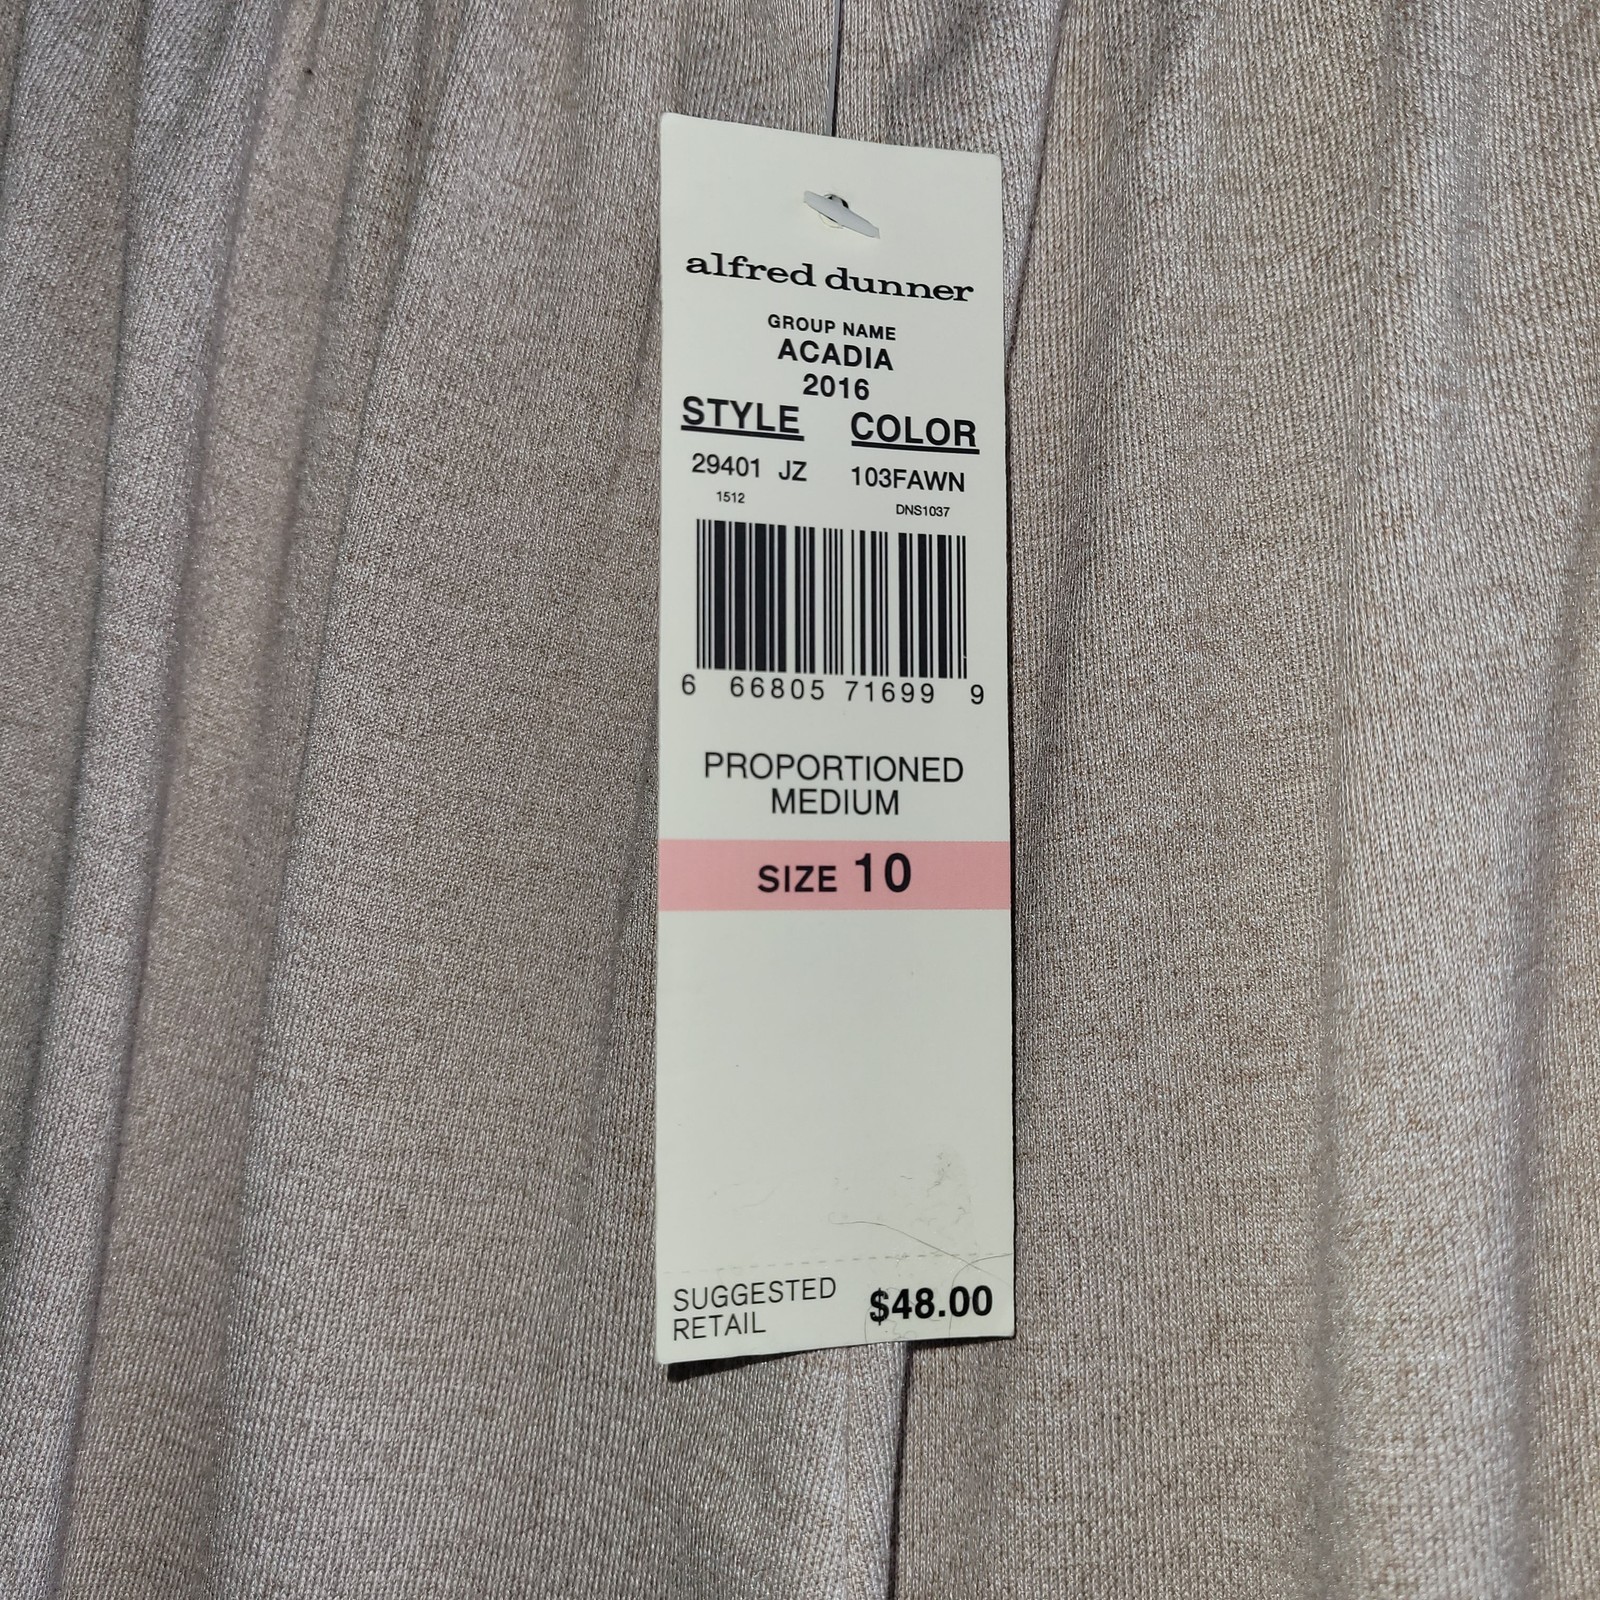 alfred dunner
GROUP NAME
ACADIA
2016
STYLE COLOR
29401 JZ 103FAWN
1512 DNS1037
6 66805 71699 9
PROPORTIONED
MEDIUM
SIZE 10
SUGGESTED
RETAIL $48.00